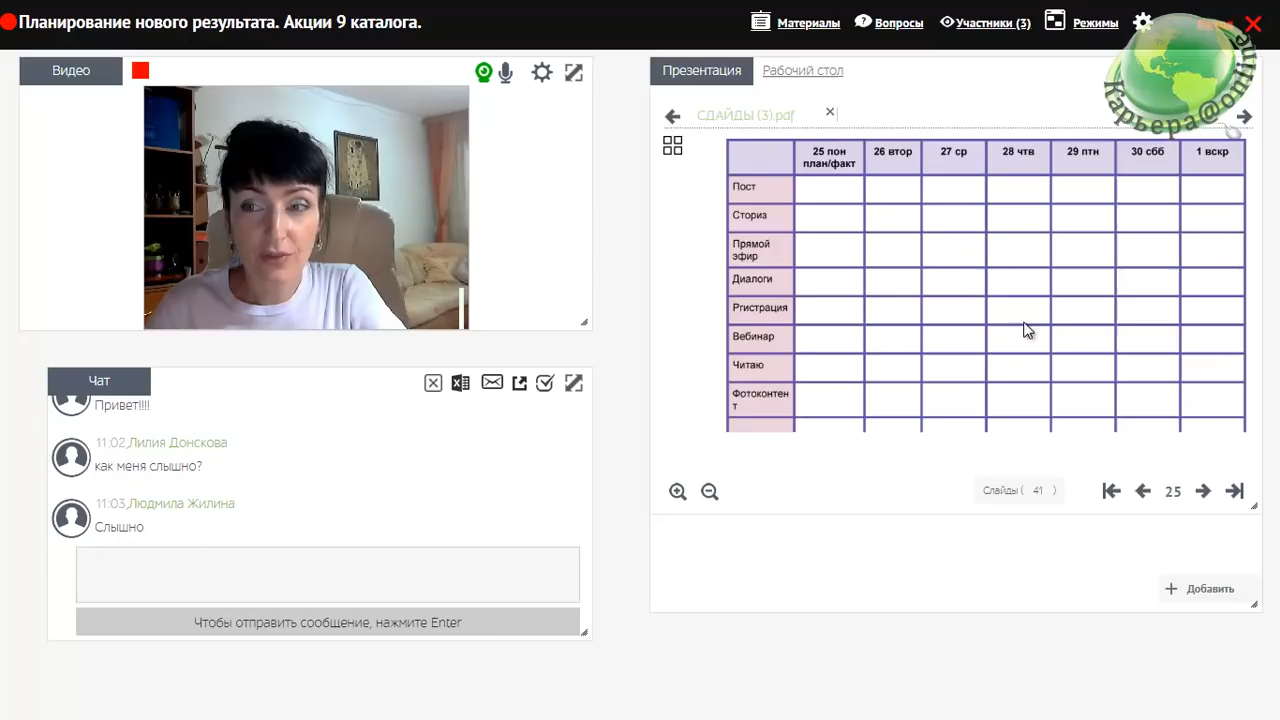 Планирование нового результата. Акции 9 каталога.
Материалы
Вопросы
Участники (3)
Режимы
Карьера@online
Видео
Презентация
Рабочий стол
СДАЙДЫ (3).pdf
25 пон план/факт
26 втор
27 ср
28 чтв
29 птн
30 сбб
1 вскр
Пост
Сториз
Прямой
эфир
Диалоги
Ргистрация
Вебинар
Читаю
Фотоконтен
т
Слайды ( 41 )
25
Добавить
Чат
Привет!!!!
11:02,Лилия Донскова
как меня слышно?
11:03,Людмила Жилина
Слышно
Чтобы отправить сообщение, нажмите Enter